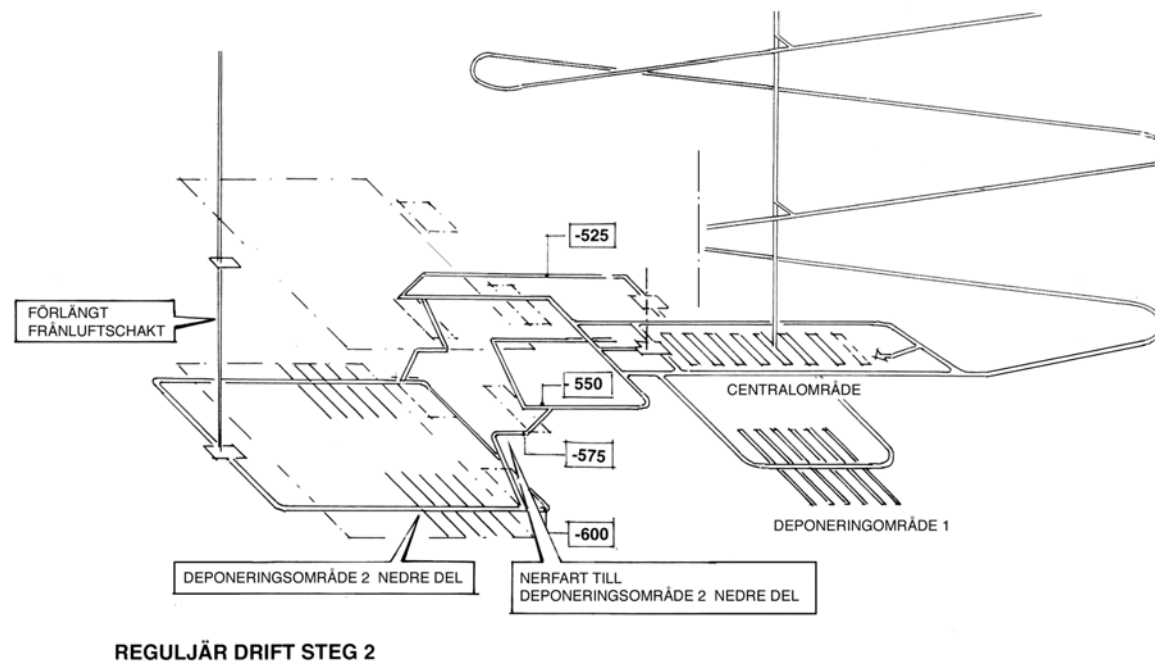 -525
FÖRLÄNGT
FRÅNLUFTSCHAKT
- 550
CENTRALOMRÅDE
-575
DEPONERINGOMRÅDE 1
-600
DEPONERINGSOMRÅDE 2 NEDRE DEL
NERFART TILL
DEPONERINGSOMRÅDE 2 NEDRE DEL
REGULJÄR DRIFT STEG 2